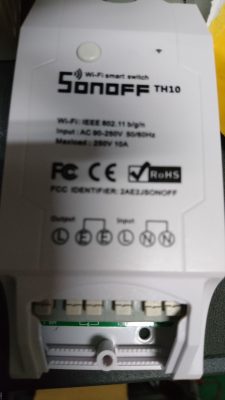 Wi-Fi smart switch
SONOFF TH10
Wi-Fi: IEEE 802.11 b/g/n
Input : AC 90-250V 50/60Hz
Maxload: 250V 10A
FC CE RoHS
FCC IDENTIFIER: 2AEJSONOFF
Output Input
L E E L N N